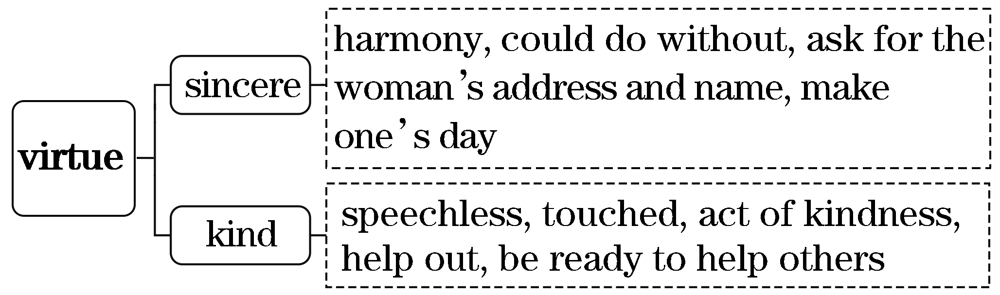 virtue
sincere
harmony, could do without, ask for the
woman's address and name, make
one's day
kind
speechless, touched, act of kindness,
help out, be ready to help others